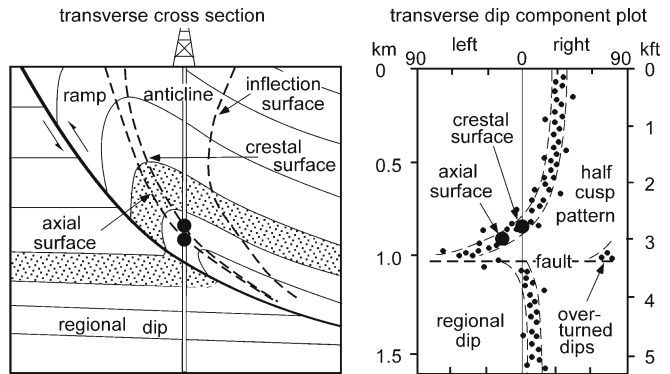 transverse cross section
ramp
anticline
inflection
surface
crestal
surface
axial
surface
regional dip
transverse dip component plot
km
left
right
kft
90
0
90
0
0
crestal
surface
1
0.5
axial
surface
2
half
cusp
pattern
3
1.0
fault
over-
turned
dips
4
regional
dip
1.5
5